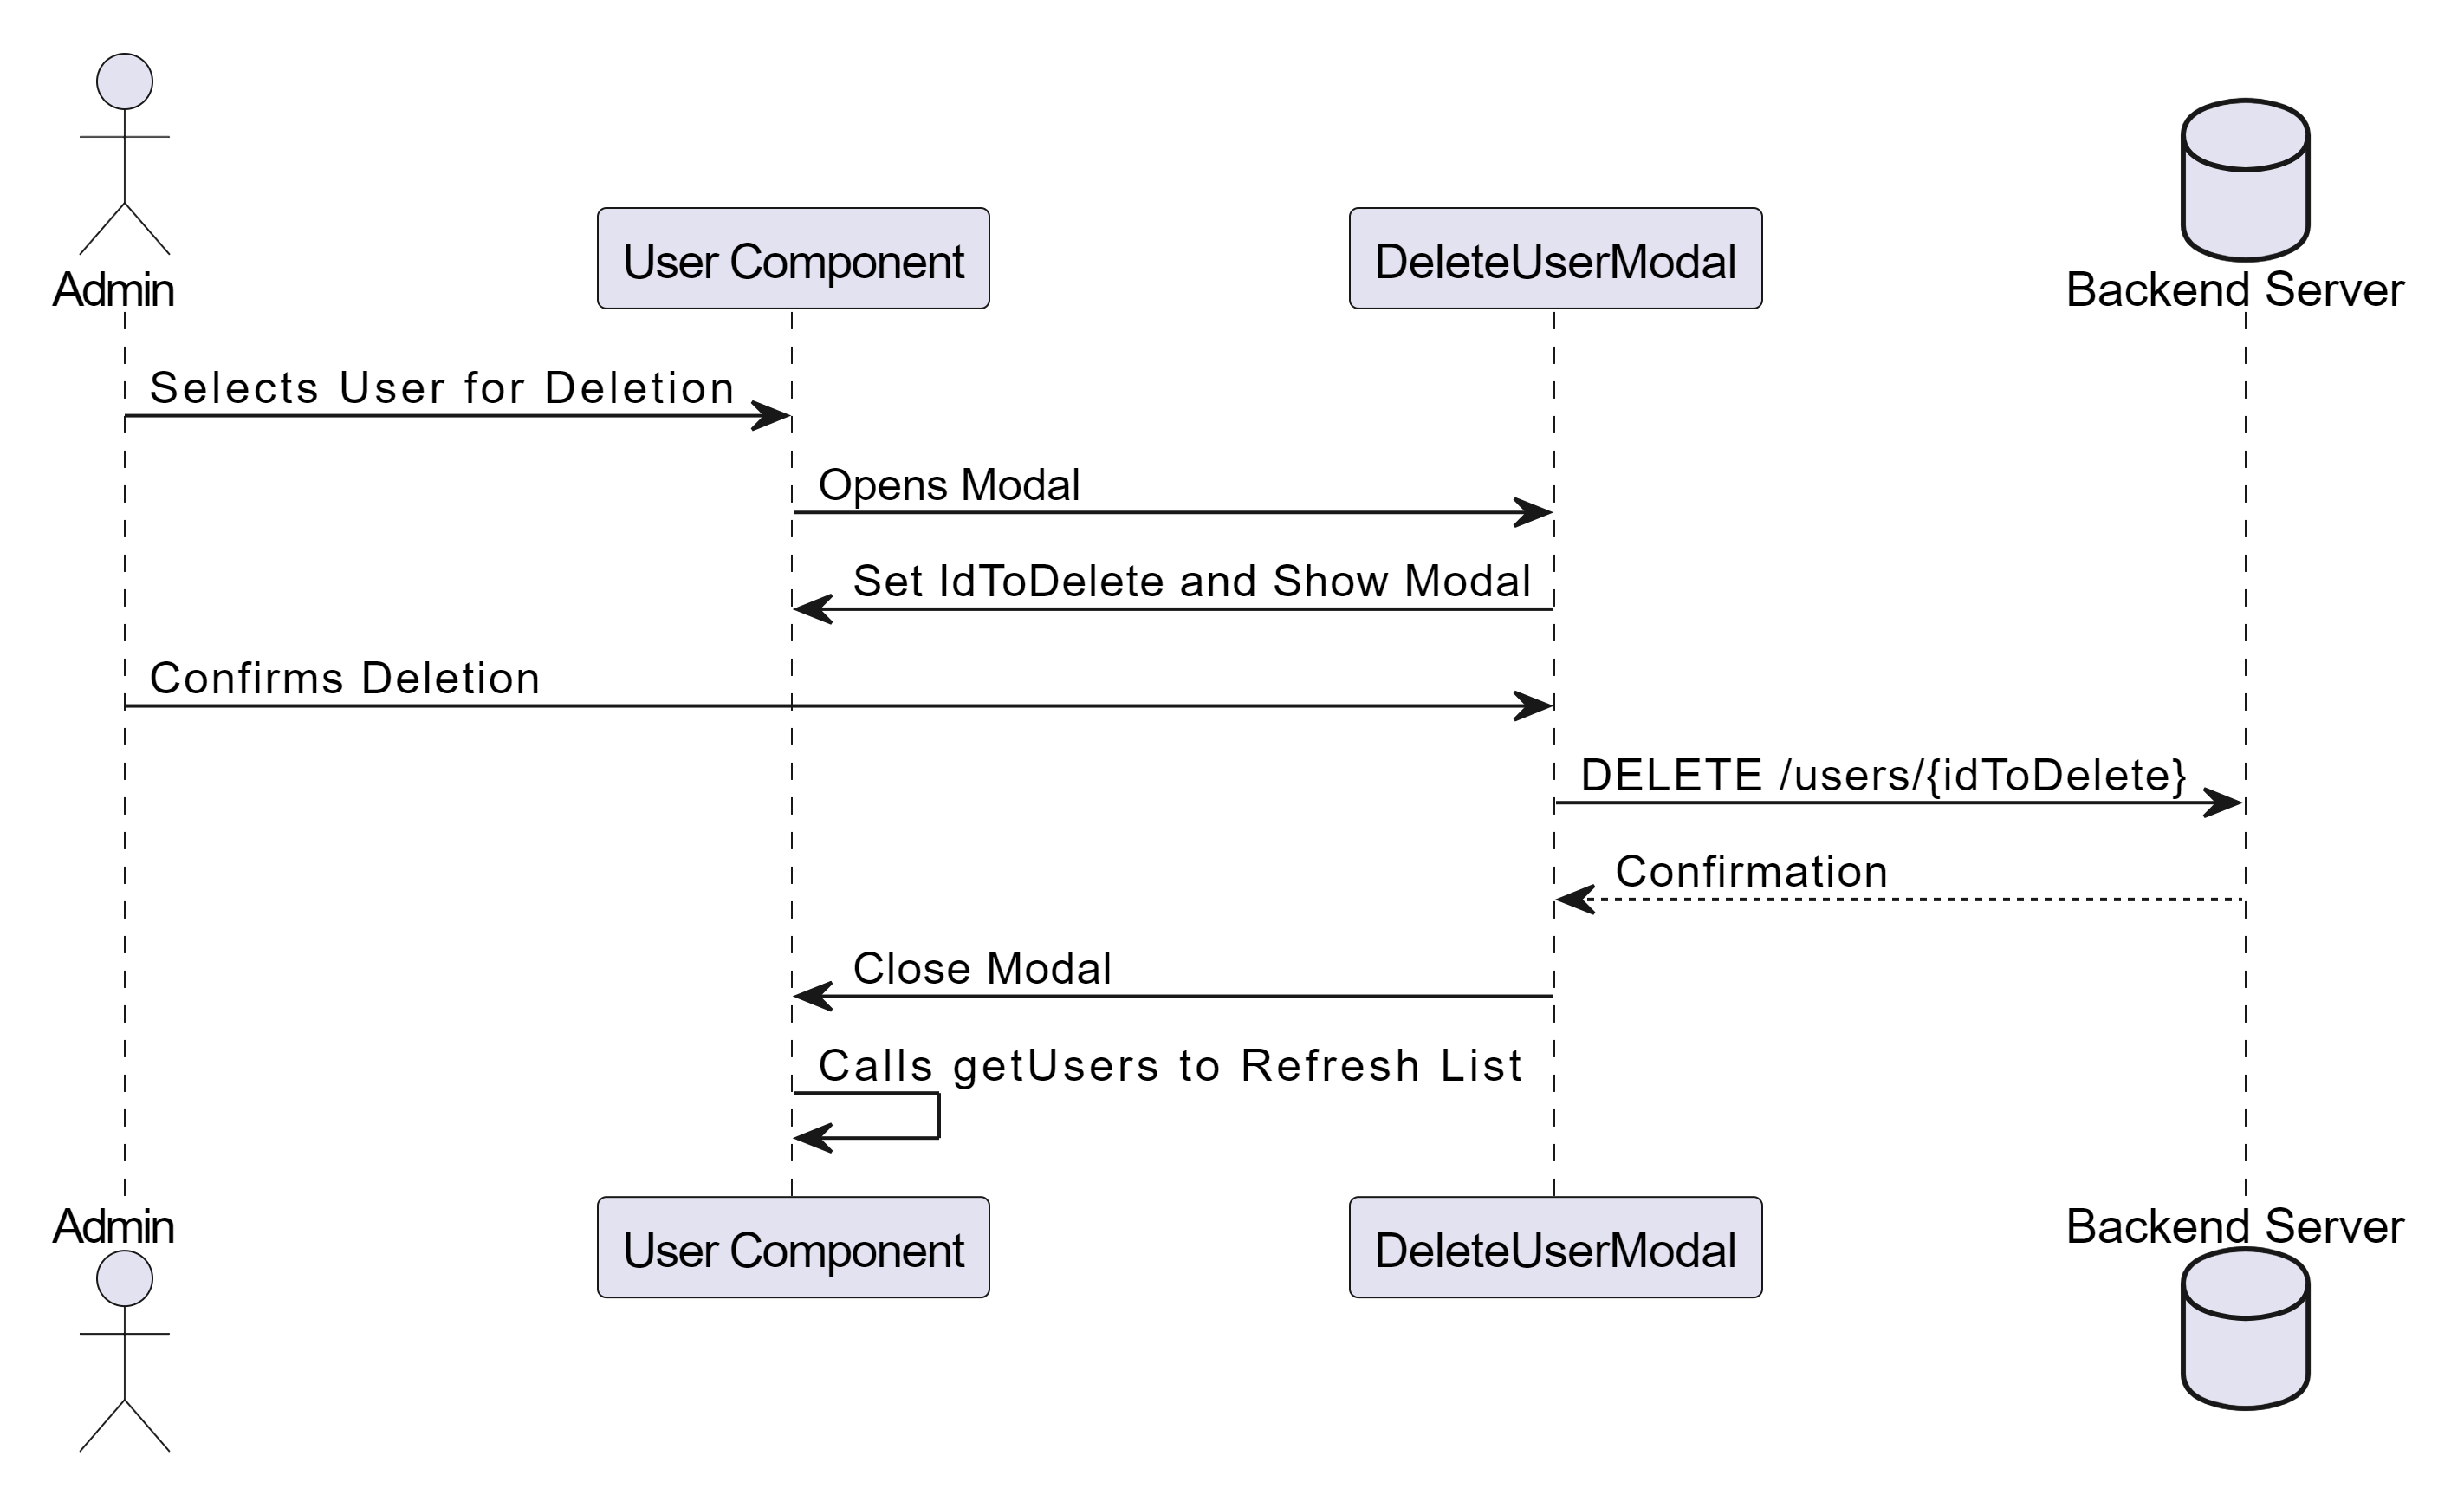 Admin
User Component
DeleteUserModal
Backend Server
Selects User for Deletion
Opens Modal
Set IdToDelete and Show Modal
Confirms Deletion
DELETE /users/{idToDelete}
Confirmation
Close Modal
Calls getUsers to Refresh List
Admin
User Component
DeleteUserModal
Backend Server